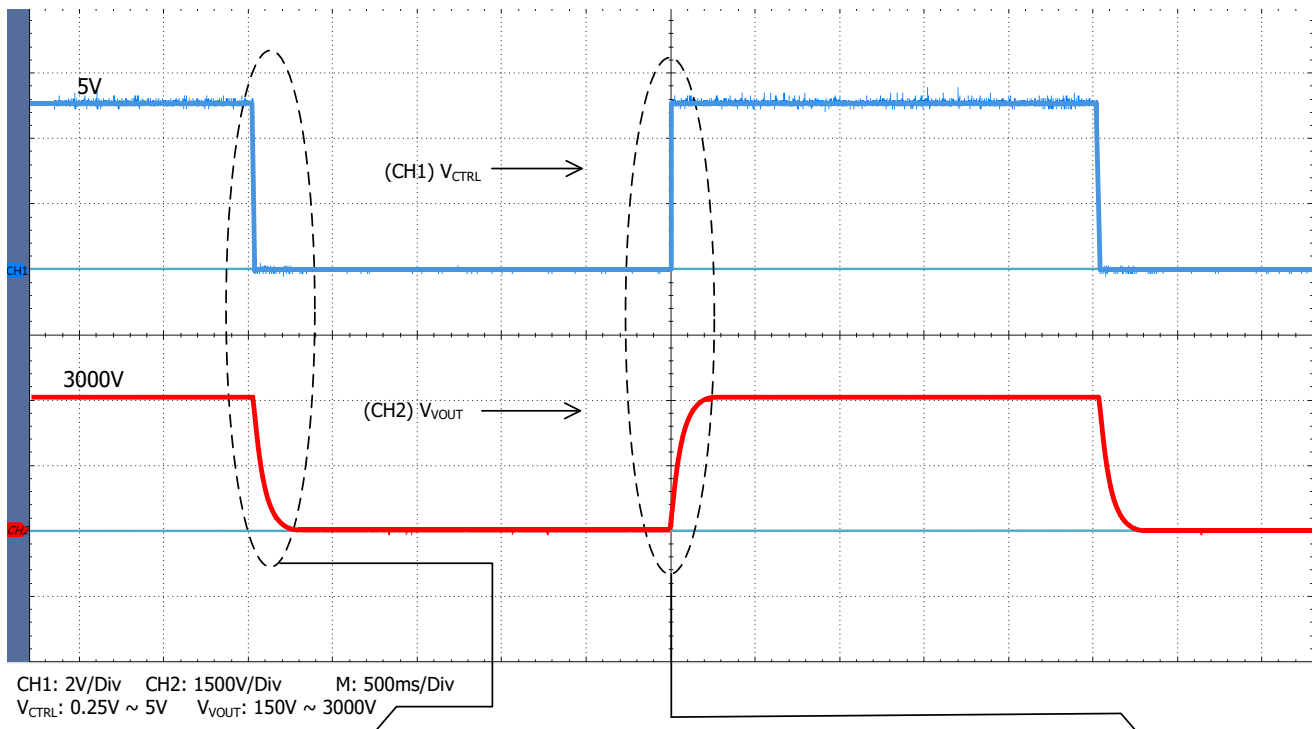 5V
(CH1) VCTRL
CH1
3000V
(CH2) VVOUT
CH2
CH1: 2V/Div CH2: 1500V/Div M: 500ms/Div
VCTRL: 0.25V ~ 5V VVOUT: 150V ~ 3000V